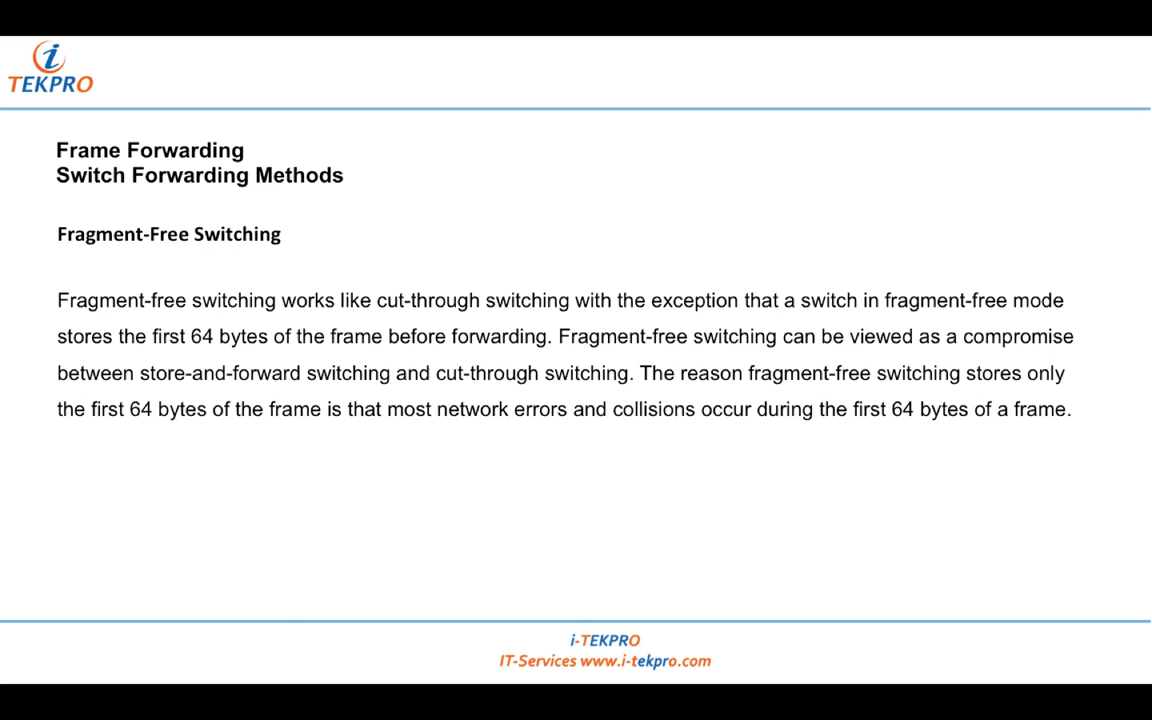 i
TEKPRO
Frame Forwarding
Switch Forwarding Methods
Fragment-Free Switching
Fragment-free switching works like cut-through switching with the exception that a switch in fragment-free mode
stores the first 64 bytes of the frame before forwarding. Fragment-free switching can be viewed as a compromise
between store-and-forward switching and cut-through switching. The reason fragment-free switching stores only
the first 64 bytes of the frame is that most network errors and collisions occur during the first 64 bytes of a frame.
i-TEKPRO
IT-Services www.i-tekpro.com